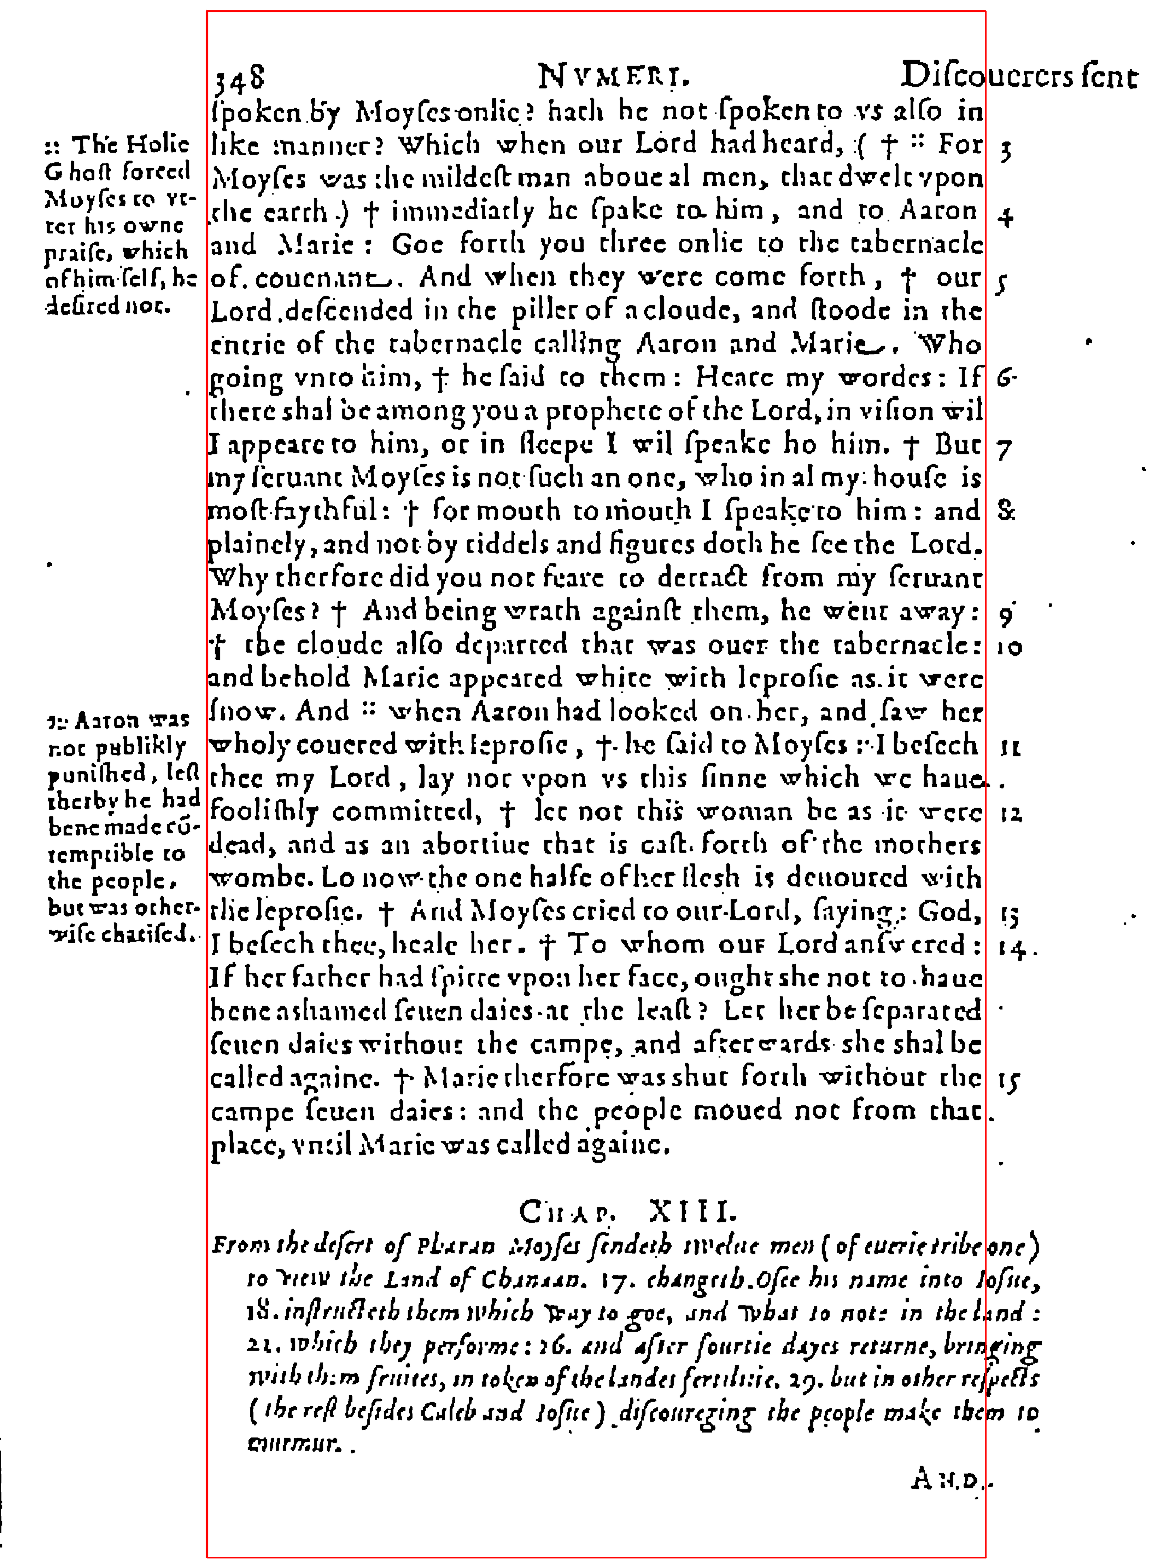 348 NVMERI. Discouerers sent
spoken by Moyses onlie? hath he not spoken to vs also in
like manner? Which when our Lord had heard, ( † :: For 3
Moyses was the mildest man aboue al men, that dwelt vpon
the earth.) † immediatly he spake to him, and to Aaron 4
and Marie: Goe forth you three onlie to the tabernacle
of couenant. And when they were come forth, † our 5
Lord descended in the piller of a cloude, and stoode in the
entrie of the tabernacle calling Aaron and Marie. Who
going vnto him, † he said to them: Heare my wordes: If 6
there shal be among you a prophete of the Lord, in vision wil
I appeare to him, or in sleepe I wil speake ho him. † But 7
my seruant Moyses is not such an one, who in al my house is
most faythful: † for mouth to mouth I speake to him: and 8
plainely, and not by riddels and figures doth he see the Lord.
Why therfore did you not feare to detract from my seruant
Moyses? † And being wrath against them, he went away: 9
† the cloude also departed that was ouer the tabernacle: 10
and behold Marie appeared white with leprosie as it were
snow. And :: when Aaron had looked on her, and saw her
wholy couered with leprosie, † he said to Moyses: I besech 11
thee my Lord, lay not vpon vs this sinne which we haue
foolishly committed, † let not this woman be as it were 12
dead, and as an abortiue that is cast forth of the mothers
wombe. Lo now the one halfe of her flesh is deuoured with
the leprosie. † And Moyses cried to our Lord, saying: God, 13
I besech thee, heale her. † To whom our Lord answered: 14.
If her father had spitte vpon her face, ought she not to haue
bene ashamed seuen daies at the least? Let her be separated
seuen daies without the campe, and afterwards she shal be
called againe. † Marie therfore was shut forth without the 15
campe seuen daies: and the people moued not from that
place, vntil Marie was called againe.
:: The Holie
Ghost forced
Moyses to vt-
ter his owne
praise, which
of him self, he
desired not.
:: Aaron was
not publikly
punished, lest
therby he had
bene made cõ-
temptible to
the people,
but was other-
wise chatised.
CHAP. XIII.
From the desert of Pharan Moyses sendeth twelue men (of euerie tribe one)
to view the Land of Chanaan. 17. changeth Osee his name into Iosue,
18. instructeth them which way to goe, and what to note in the land:
21. which they performe: 26. and after fourtie dayes returne, bringing
with them fruites, in token of the landes fertilitie. 29. but in other respects
(the rest besides Caleb and Iosue) discoureging the people make them to
murmur.
AND